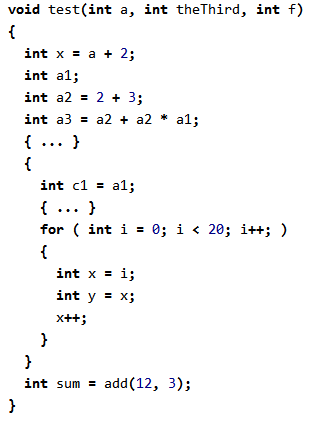 void test(int a, int theThird, int f)
{
  int x = a + 2;
  int a1;
  int a2 = 2 + 3;
  int a3 = a2 + a2 * a1;
  { ... }
  {
    int c1 = a1;
    { ... }
    for ( int i = 0; i < 20; i++; )
    {
      int x = i;
      int y = x;
      x++;
    }
  }
  int sum = add(12, 3);
}